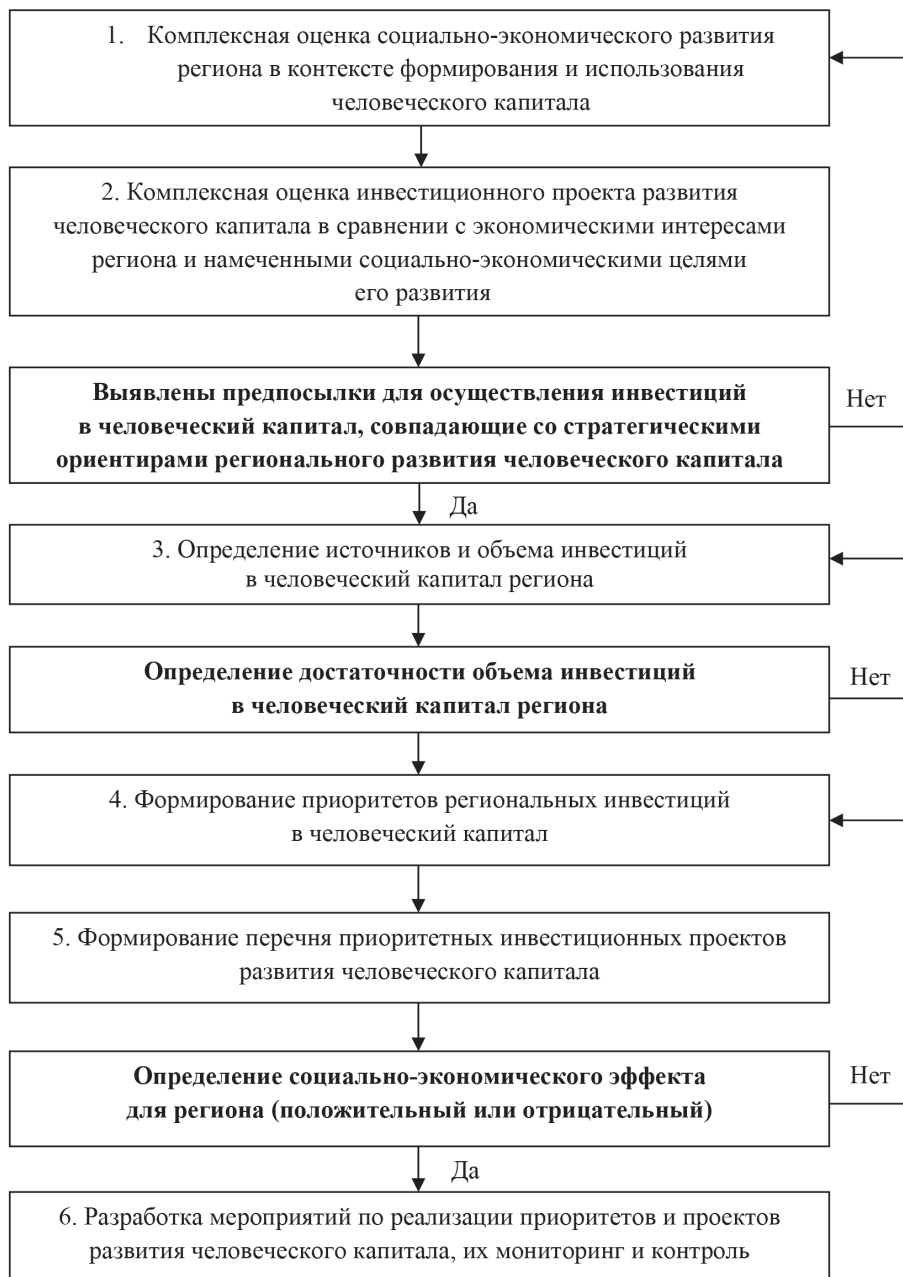 1. Комплексная оценка социально-экономического развития
региона в контексте формирования и использования
человеческого капитала
2. Комплексная оценка инвестиционного проекта развития
человеческого капитала в сравнении с экономическими интересами
региона и намеченными социально-экономическими целями
его развития
Выявлены предпосылки для осуществления инвестиций
в человеческий капитал, совпадающие со стратегическими
ориентирами регионального развития человеческого капитала
Нет
Да
3. Определение источников и объема инвестиций
в человеческий капитал региона
Определение достаточности объема инвестиций
в человеческий капитал региона
Нет
4. Формирование приоритетов региональных инвестиций
в человеческий капитал
5. Формирование перечня приоритетных инвестиционных проектов
развития человеческого капитала
Определение социально-экономического эффекта
для региона (положительный или отрицательный)
Нет
Да
6. Разработка мероприятий по реализации приоритетов и проектов
развития человеческого капитала, их мониторинг и контроль